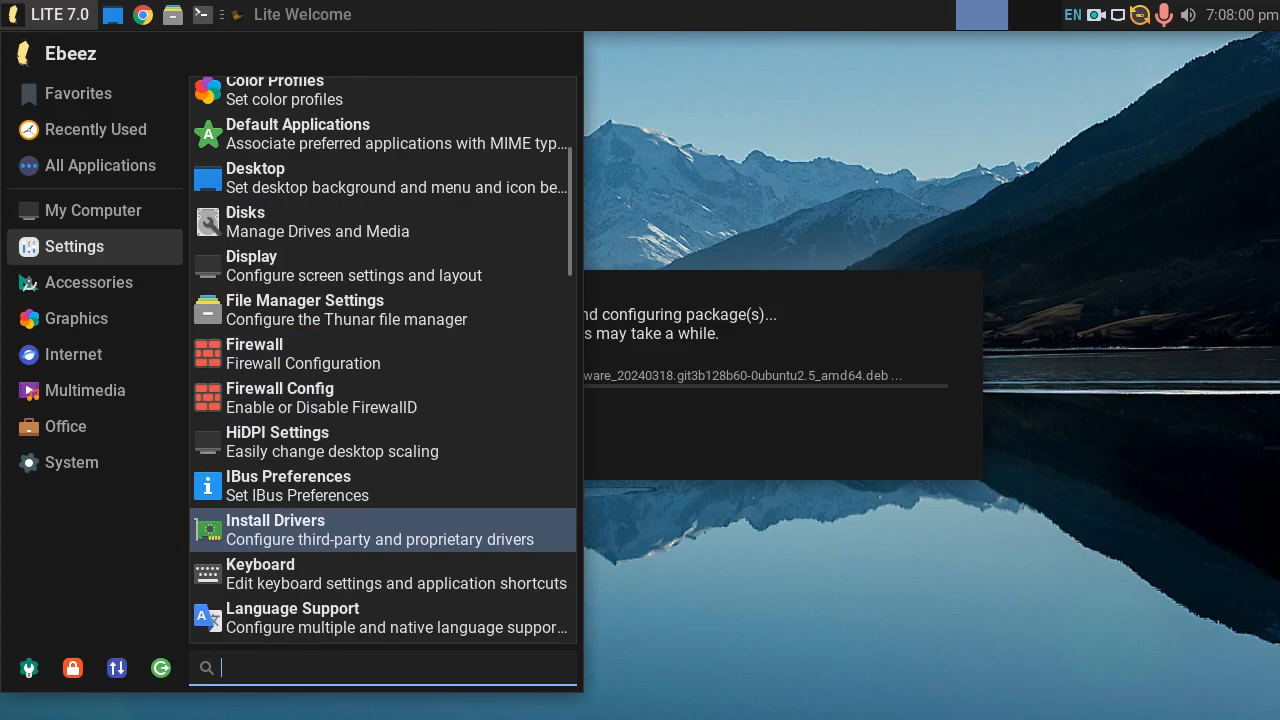 LITE 7.0
Lite Welcome
EN
7:08:00 pm
Ebeez
Favorites
Recently Used
All Applications
My Computer
Settings
Accessories
Graphics
Internet
Multimedia
Office
System
Color Profiles
Set color profiles
Default Applications
Associate preferred applications with MIME typ...
Desktop
Set desktop background and menu and icon be...
Disks
Manage Drives and Media
Display
Configure screen settings and layout
File Manager Settings
Configure the Thunar file manager
Firewall
Firewall Configuration
Firewall Config
Enable or Disable FirewallD
HiDPI Settings
Easily change desktop scaling
IBus Preferences
Set IBus Preferences
Install Drivers
Configure third-party and proprietary drivers
Keyboard
Edit keyboard settings and application shortcuts
Language Support
Configure multiple and native language suppor...
nd configuring package(s)...
s may take a while.
ware_20240318.git3b128b60-0ubuntu2.5_amd64.deb ...